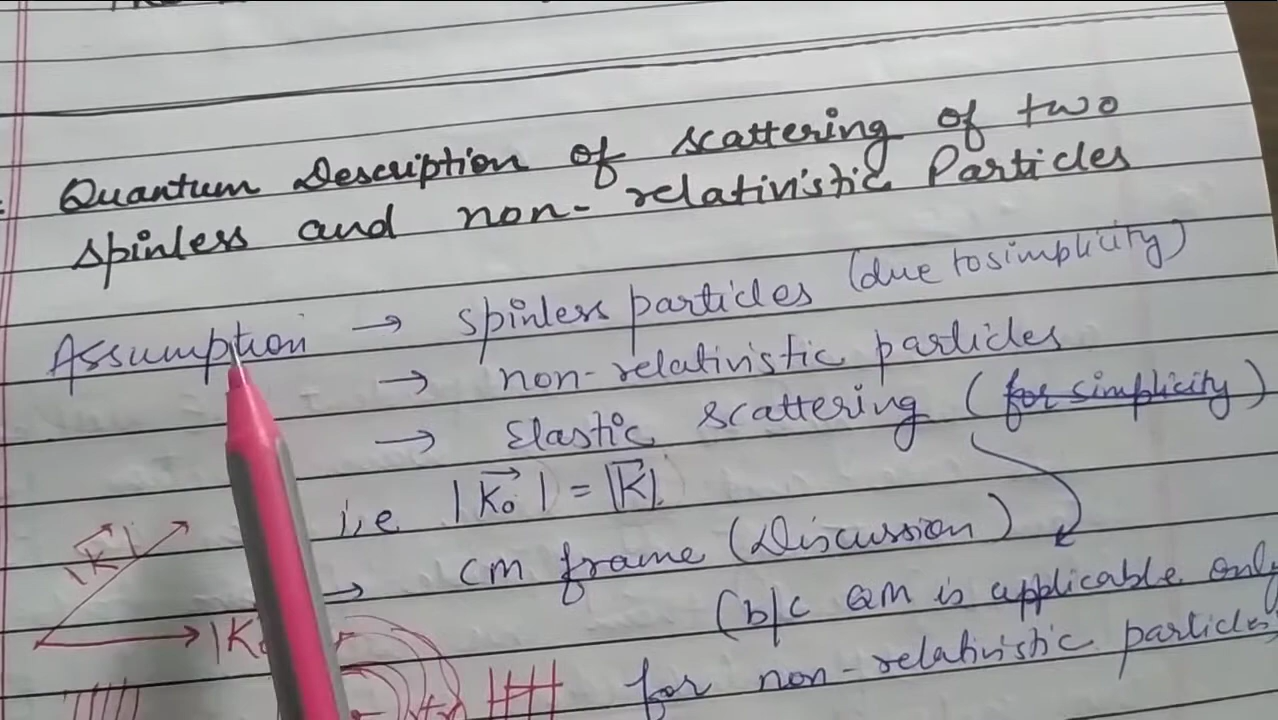 Quantum Description of scattering of two
spinless and non-relativistic Particles
Assumption → spinless particles (due to simplicity)
→ non-relativistic particles
→ Elastic scattering (for simplicity)
i,e |K₀| = |K|
→ CM frame (Discussion)
(b/c QM is applicable only
for non-relativistic particles
|K|
|K₀